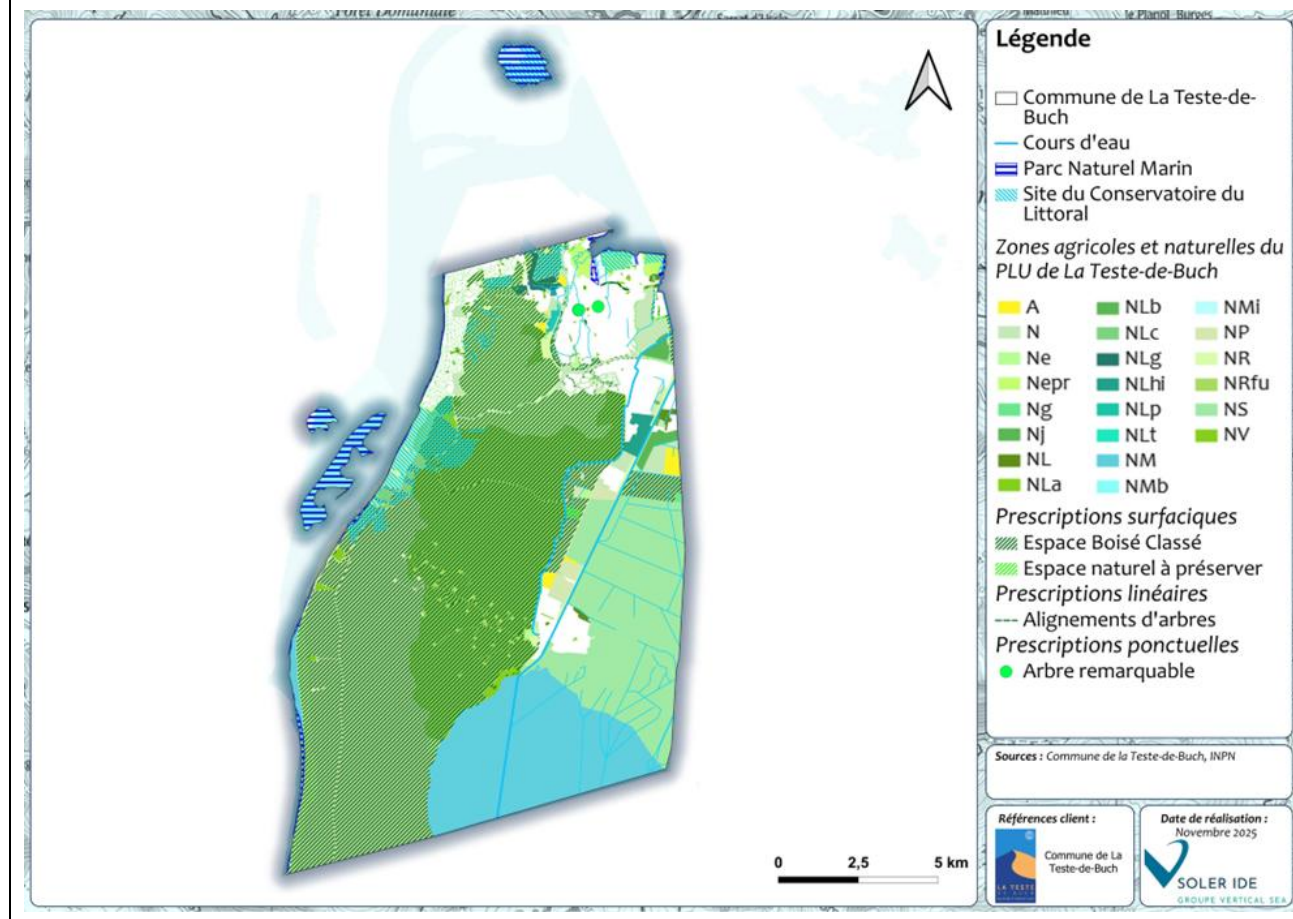 Forêt Domaniale
le Planol Burges
Légende
Commune de La Teste-de-
Buch
Cours d'eau
Parc Naturel Marin
Site du Conservatoire du
Littoral
Zones agricoles et naturelles du
PLU de La Teste-de-Buch
A NLb NMi
N NLc NP
Ne NLg NR
Nepr NLhi NRfu
Ng NLp NS
Nj NLt NV
NL NM
NLa NMb
Prescriptions surfaciques
Espace Boisé Classé
Espace naturel à préserver
Prescriptions linéaires
Alignements d'arbres
Prescriptions ponctuelles
Arbre remarquable
Sources : Commune de la Teste-de-Buch, INPN
Références client :
LA TESTE
Commune de La
Teste-de-Buch
Date de réalisation :
Novembre 2025
SOLER IDE
GROUPE VERTICAL SEA
0 2,5 5 km